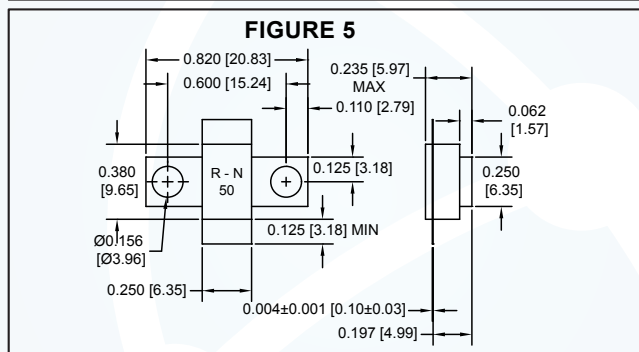 FIGURE 5
0.820 [20.83]
0.600 [15.24]
0.235 [5.97]
MAX
0.110 [2.79]
0.062
[1.57]
0.380
[9.65]
R - N
50
0.125 [3.18]
0.250
[6.35]
Ø0.156
[Ø3.96]
0.125 [3.18] MIN
0.250 [6.35]
0.004±0.001 [0.10±0.03]
0.197 [4.99]